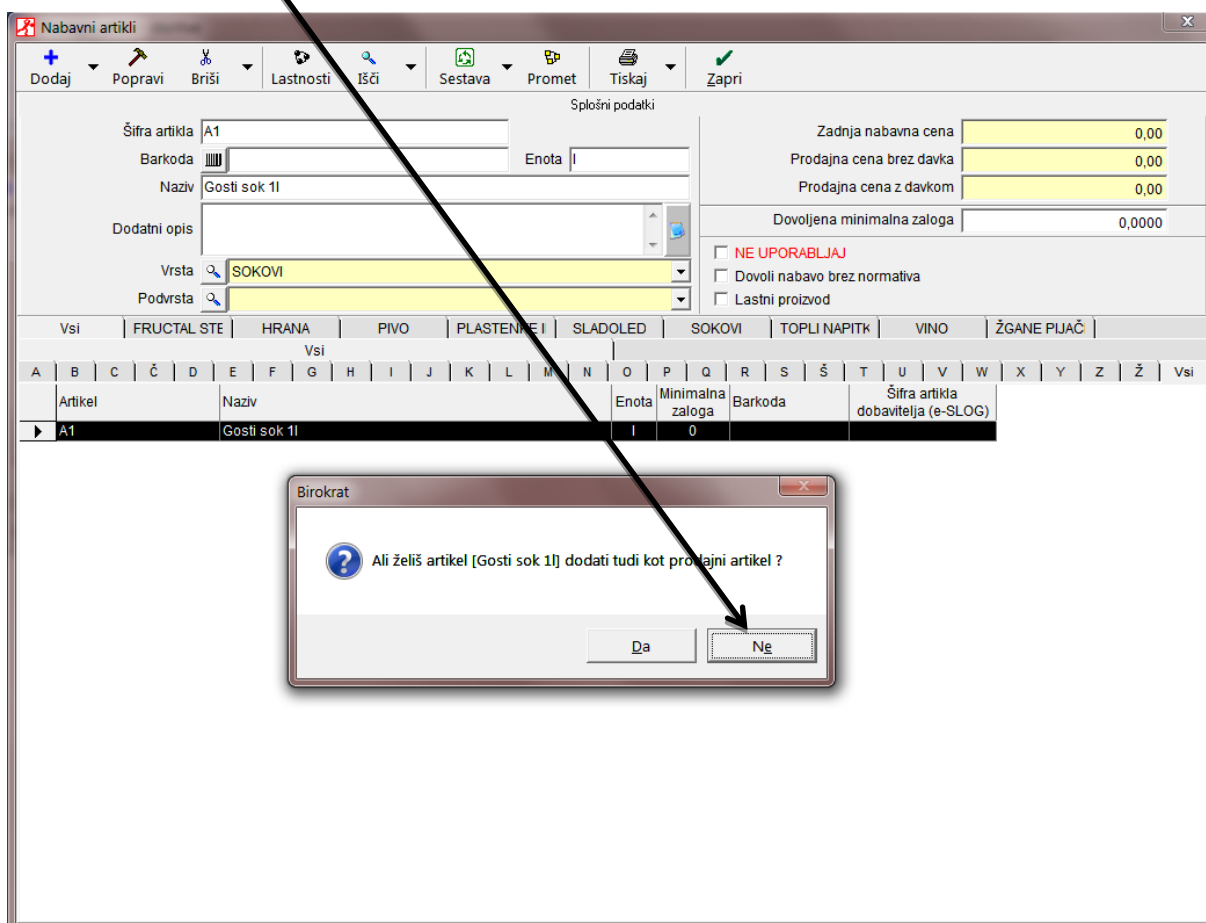 Nabavni artikli
X
Dodaj Popravi Briši Lastnosti Išči Sestava Promet Tiskaj Zapri
Splošni podatki
Šifra artikla A1
Zadnja nabavna cena 0,00
Barkoda Enota l
Prodajna cena brez davka 0,00
Naziv Gosti sok 1l
Prodajna cena z davkom 0,00
Dodatni opis
Dovoljena minimalna zaloga 0,0000
NE UPORABLJAJ
Vrsta SOKOVI
Dovoli nabavo brez normativa
Podvrsta
Lastni proizvod
Vsi FRUCTAL STE HRANA PIVO PLASTENKE I SLADOLED SOKOVI TOPLI NAPITK VINO ŽGANE PIJAČ
Vsi
A B C Č D E F G H I J K L M N O P Q R S Š T U V W X Y Z Ž Vsi
Artikel Naziv Enota Minimalna zaloga Barkoda Šifra artikla dobavitelja (e-SLOG)
A1 Gosti sok 1l l 0
Birokrat
Ali želiš artikel [Gosti sok 1l] dodati tudi kot prodajni artikel ?
Da Ne